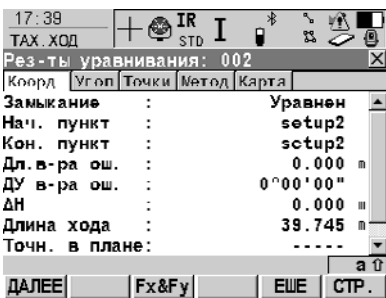 17:39
ТАХ. ХОД
IR
STD
I
Рез-ты уравнивания: 002
Коорд Угол Точки Метод Карта
Замыкание : Уравнен
Нач. пункт : setup2
Кон. пункт : setup2
Дл.в-ра ош. : 0.000 m
ДУ в-ра ош. : 0°00'00"
ΔH : 0.000 m
Длина хода : 39.745 m
Точн. в плане: -----
a
ДАЛЕЕ Fx&Fy ЕШЕ СТР.